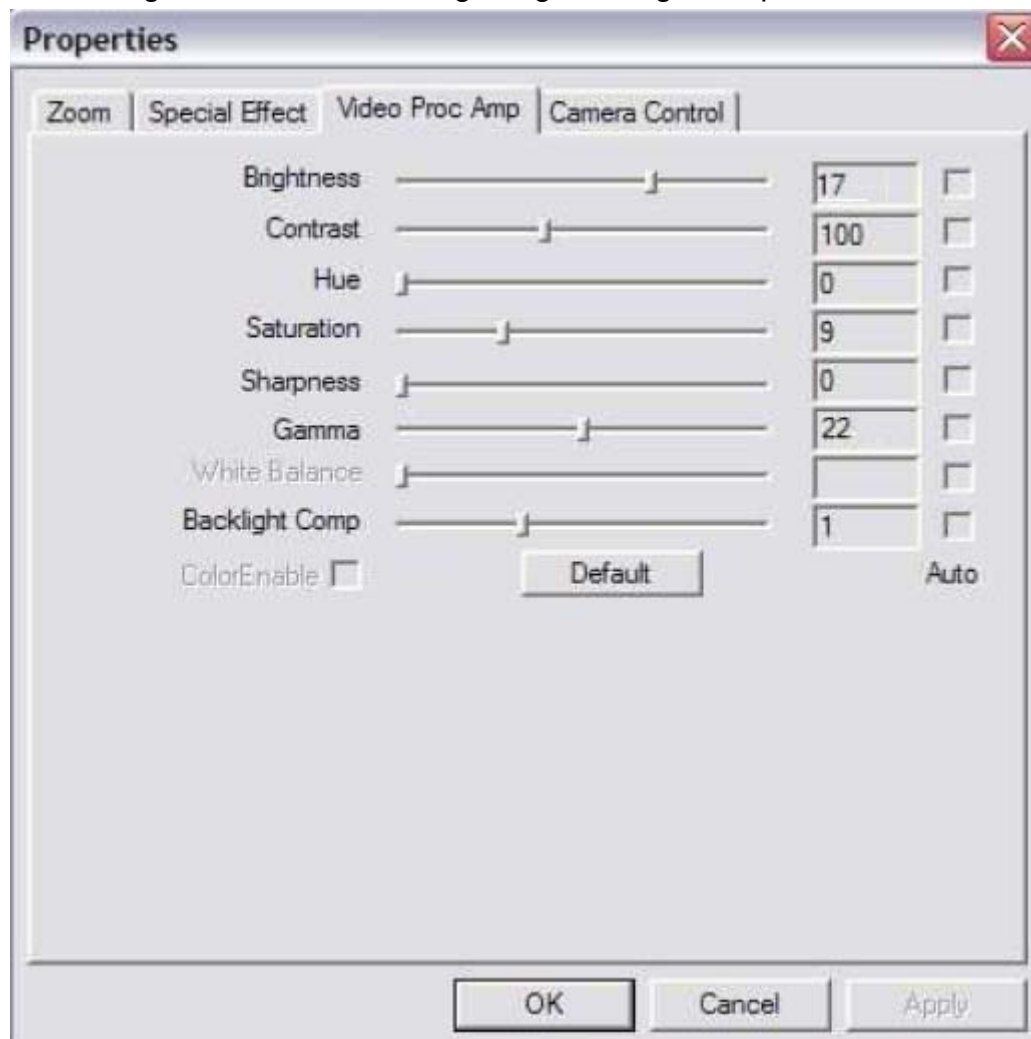 Properties
Zoom Special Effect Video Proc Amp Camera Control
Brightness 17
Contrast 100
Hue 0
Saturation 9
Sharpness 0
Gamma 22
White Balance
Backlight Comp 1
ColorEnable Default Auto
OK Cancel Apply